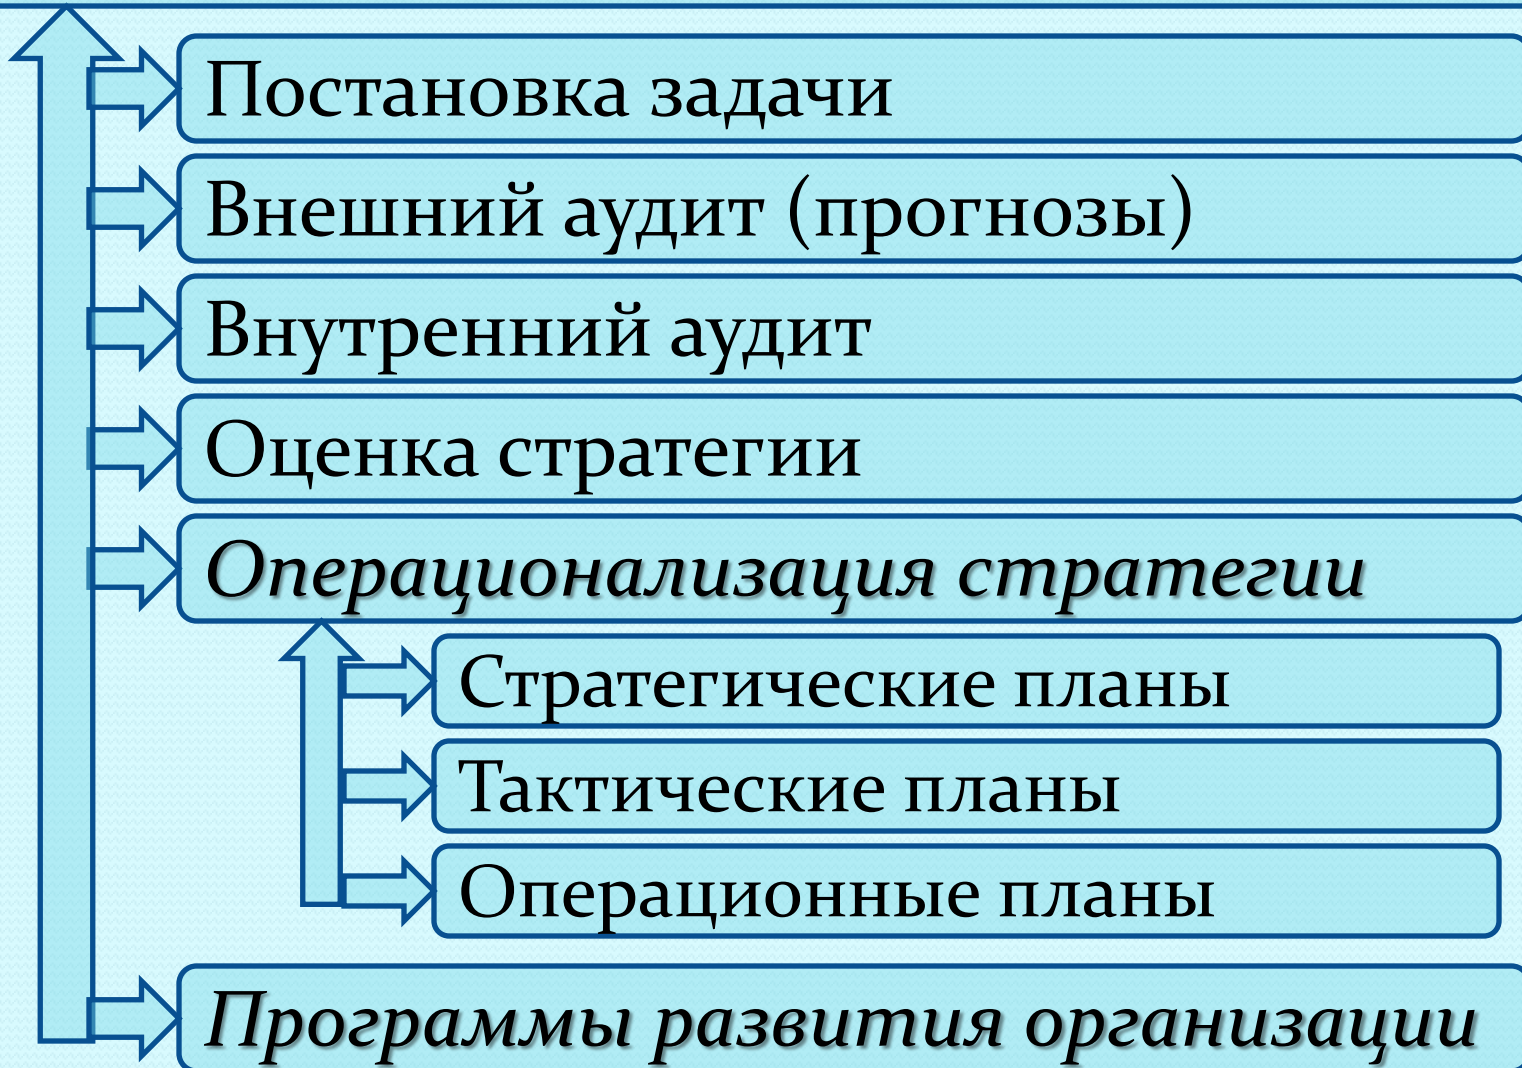 Постановка задачи
Внешний аудит (прогнозы)
Внутренний аудит
Оценка стратегии
Операционализация стратегии
Стратегические планы
Тактические планы
Операционные планы
Программы развития организации